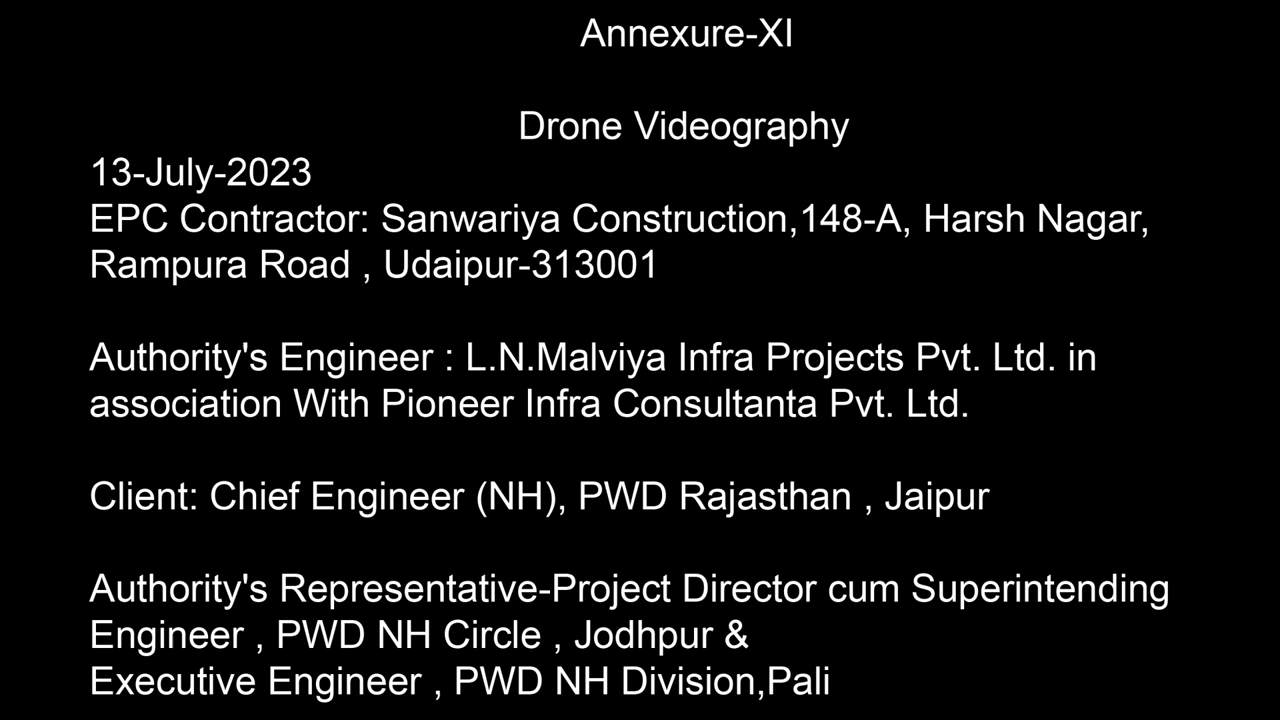 Annexure-XI
Drone Videography
13-July-2023
EPC Contractor: Sanwariya Construction,148-A, Harsh Nagar,
Rampura Road , Udaipur-313001
Authority's Engineer : L.N.Malviya Infra Projects Pvt. Ltd. in
association With Pioneer Infra Consultanta Pvt. Ltd.
Client: Chief Engineer (NH), PWD Rajasthan , Jaipur
Authority's Representative-Project Director cum Superintending
Engineer , PWD NH Circle , Jodhpur &
Executive Engineer , PWD NH Division,Pali